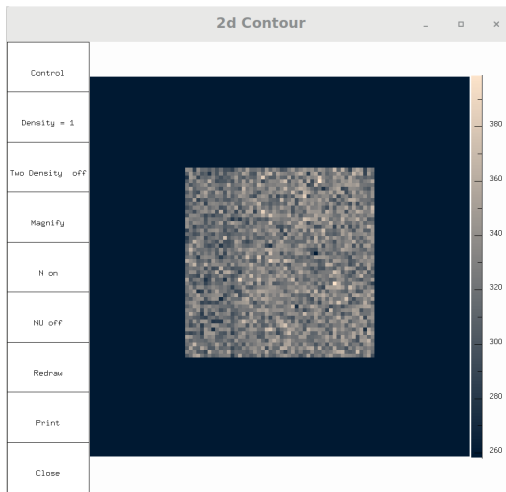 2d Contour
Control
Density = 1
Two Density off
Magnify
N on
NU off
Redraw
Print
Close
380
360
340
320
300
280
260